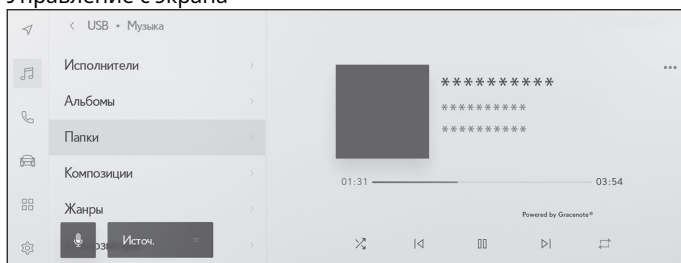 Управление с экрана
< USB • Музыка
Исполнители
Альбомы
Папки
Композиции
Жанры
Источ.
**********
**********
**********
01:31
03:54
Powered by Gracenote®